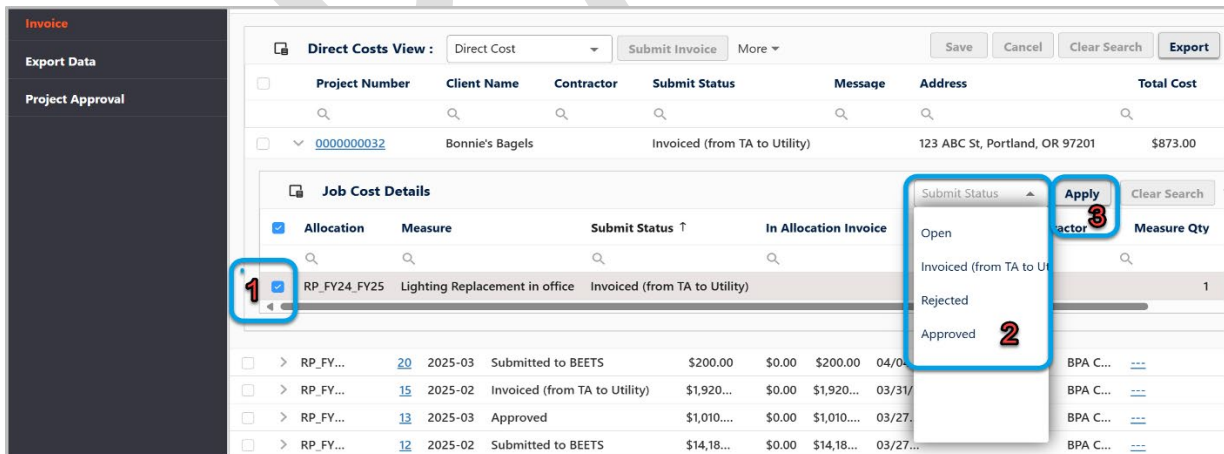 Invoice
Export Data
Project Approval
Direct Costs View : Direct Cost Submit Invoice More Save Cancel Clear Search Export
Project Number Client Name Contractor Submit Status Message Address Total Cost
0000000032 Bonnie's Bagels Invoiced (from TA to Utility) 123 ABC St, Portland, OR 97201 $873.00
Job Cost Details Submit Status Apply Clear Search
3
Allocation Measure Submit Status ↑ In Allocation Invoice actor Measure Qty
Open
Invoiced (from TA to Ut
1 RP_FY24_FY25 Lighting Replacement in office Invoiced (from TA to Utility) 1
Rejected
Approved 2
RP_FY... 20 2025-03 Submitted to BEETS $200.00 $0.00 $200.00 04/04 BPA C... ---
RP_FY... 15 2025-02 Invoiced (from TA to Utility) $1,920... $0.00 $1,920... 03/31/ BPA C... ---
RP_FY... 13 2025-03 Approved $1,010.... $0.00 $1,010.... 03/27. BPA C... ---
RP_FY... 12 2025-02 Submitted to BEETS $14,18... $0.00 $14,18... 03/27... BPA C... ---